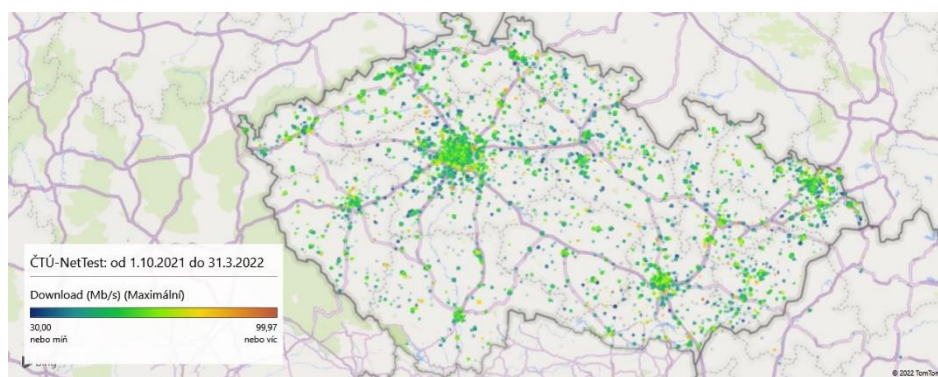 ČTÚ-NetTest: od 1.10.2021 do 31.3.2022
Download (Mb/s) (Maximální)
30,00 99,97
nebo míň nebo víc
© 2022 TomTom